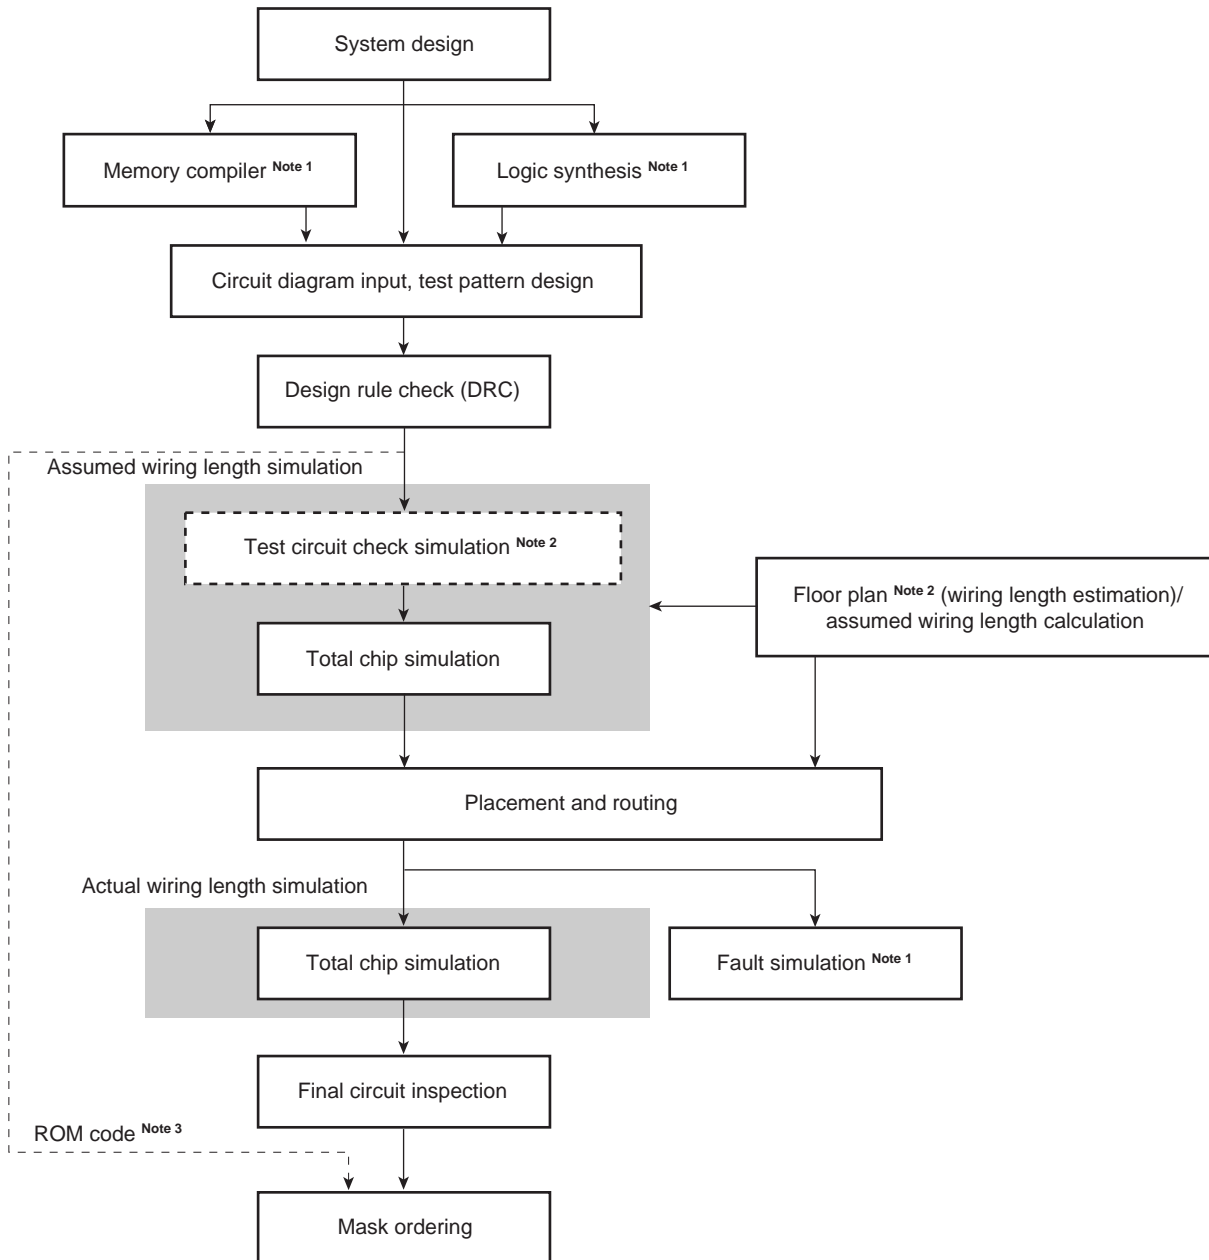 System design
Memory compiler Note 1
Logic synthesis Note 1
Circuit diagram input, test pattern design
Design rule check (DRC)
Assumed wiring length simulation
Test circuit check simulation Note 2
Floor plan Note 2 (wiring length estimation)/
assumed wiring length calculation
Total chip simulation
Placement and routing
Actual wiring length simulation
Total chip simulation
Fault simulation Note 1
Final circuit inspection
ROM code Note 3
Mask ordering